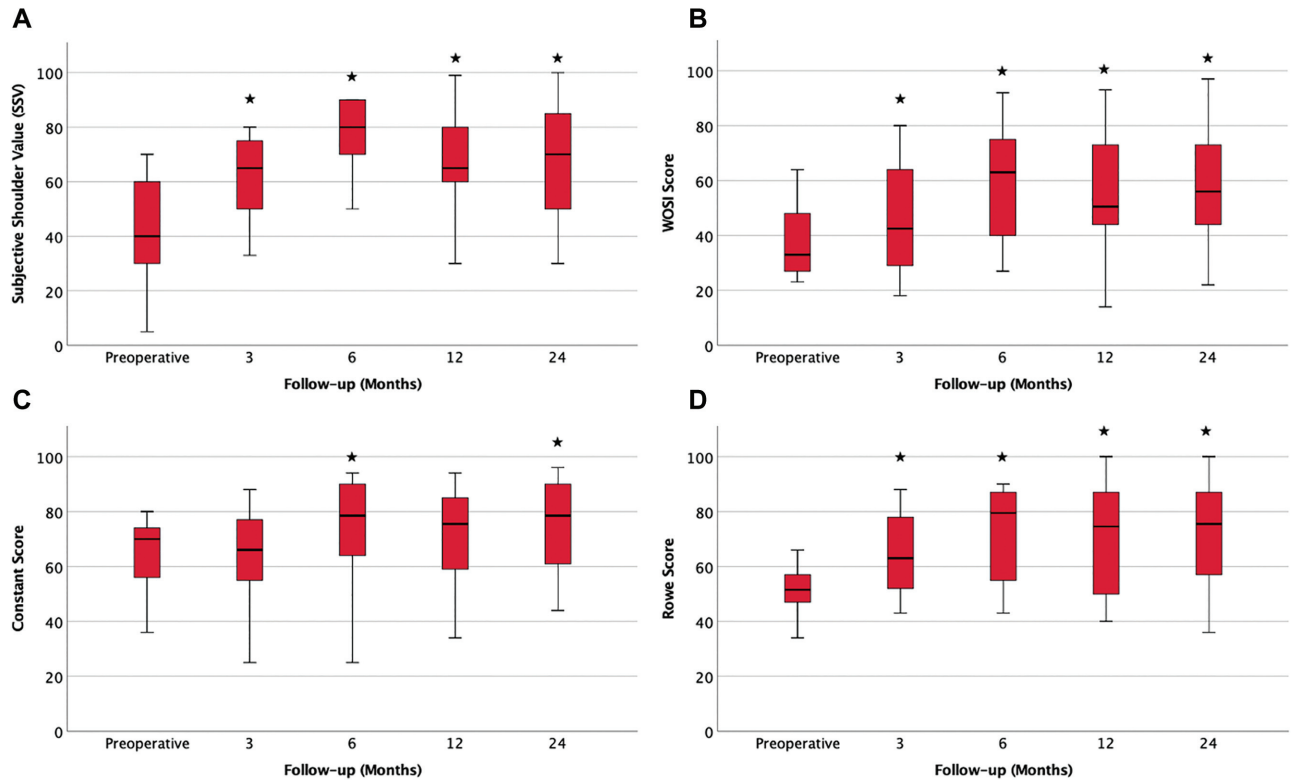 A
Subjective Shoulder Value (SSV)
100
80
60
40
20
0
Preoperative 3 6 12 24
Follow-up (Months)
B
WOSI Score
100
80
60
40
20
0
Preoperative 3 6 12 24
Follow-up (Months)
C
Constant Score
100
80
60
40
20
0
Preoperative 3 6 12 24
Follow-up (Months)
D
Rowe Score
100
80
60
40
20
0
Preoperative 3 6 12 24
Follow-up (Months)